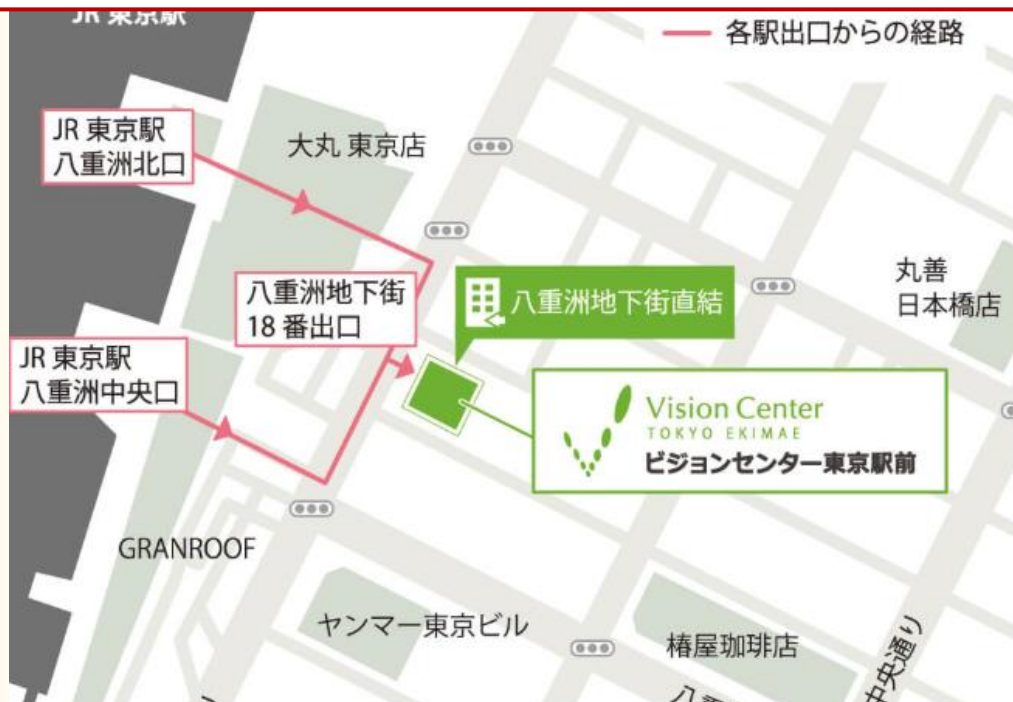 JR 東京駅
各駅出口からの経路
JR 東京駅
八重洲北口
大丸 東京店
丸善
日本橋店
八重洲地下街
18 番出口
八重洲地下街直結
JR 東京駅
八重洲中央口
Vision Center
TOKYO EKIMAE
ビジョンセンター東京駅前
GRANROOF
ヤンマー東京ビル
椿屋珈琲店
中央通り
八重